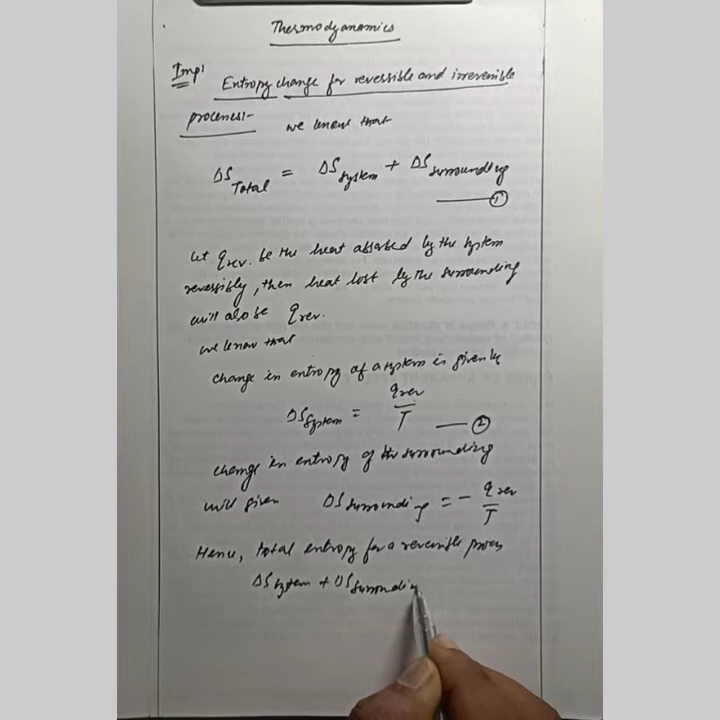 Thermodyanamics
Imp! Entropy change for reversible and irreversible
process:- we know that
ΔS Total = ΔS system + ΔS surrounding
1
Let qrev. be the heat absorbed by the system
reversibly, then heat lost by the surrounding
will also be qrev.
we know that
change in entropy of a system is given by
ΔS system = qrev/T 2
change in entropy of the surrounding
will given ΔS surrounding = - qrev/T
Hence, total entropy for a reversible process
ΔS system + ΔS surroundin